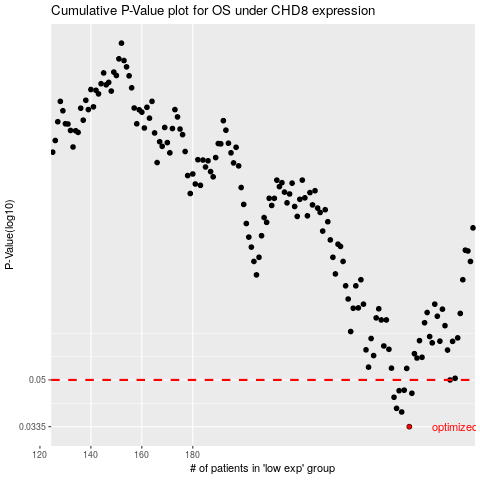 Cumulative P-Value plot for OS under CHD8 expression
P-Value(log10)
0.05
0.0335
optimized
120 140 160 180
# of patients in 'low exp' group